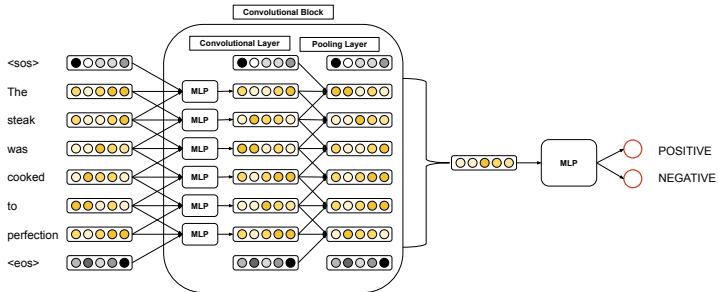 Convolutional Block
Convolutional Layer
Pooling Layer
<sos>
The
MLP
steak
MLP
was
MLP
cooked
MLP
to
MLP
perfection
MLP
<eos>
MLP
POSITIVE
NEGATIVE